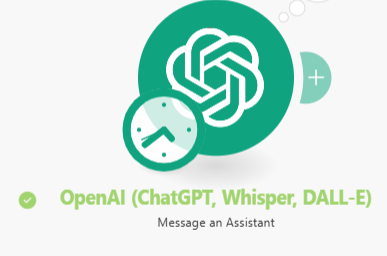 OpenAI (ChatGPT, Whisper, DALL-E)
Message an Assistant